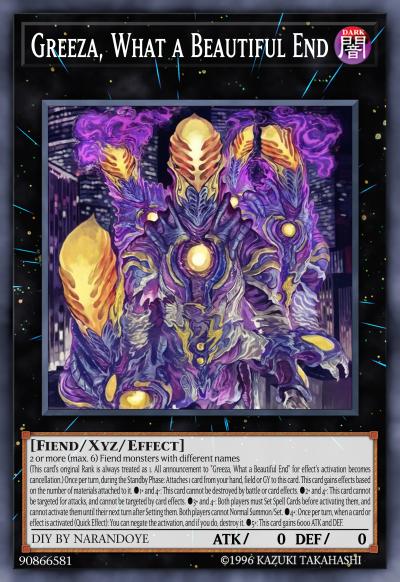 Greeza, What a Beautiful End
DARK
闇
[Fiend/Xyz/Effect]
2 or more (max. 6) Fiend monsters with different names
(This card's original Rank is always treated as 1. All announcement to "Greeza, What a Beautiful End" for effect's activation becomes
cancellation.) Once per turn, during the Standby Phase: Attaches 1 card from your hand, field or GY to this card. This card gains effects based
on the number of materials attached to it. ●1+ and 4-: This card cannot be destroyed by battle or card effects. ●2+ and 4-: This card cannot
be targeted for attacks, and cannot be targeted by card effects. ●3+ and 4-: Both players must Set Spell Cards before activating them, and
cannot activate them until their next turn after Setting them. Both players cannot Normal Summon/Set. ●4+: Once per turn, when a card or
effect is activated (Quick Effect): You can negate the activation, and if you do, destroy it. ●5+: This card gains 6000 ATK and DEF.
DIY BY NARANDOYE ATK/ 0 DEF/ 0
90866581 ©1996 KAZUKI TAKAHASHI